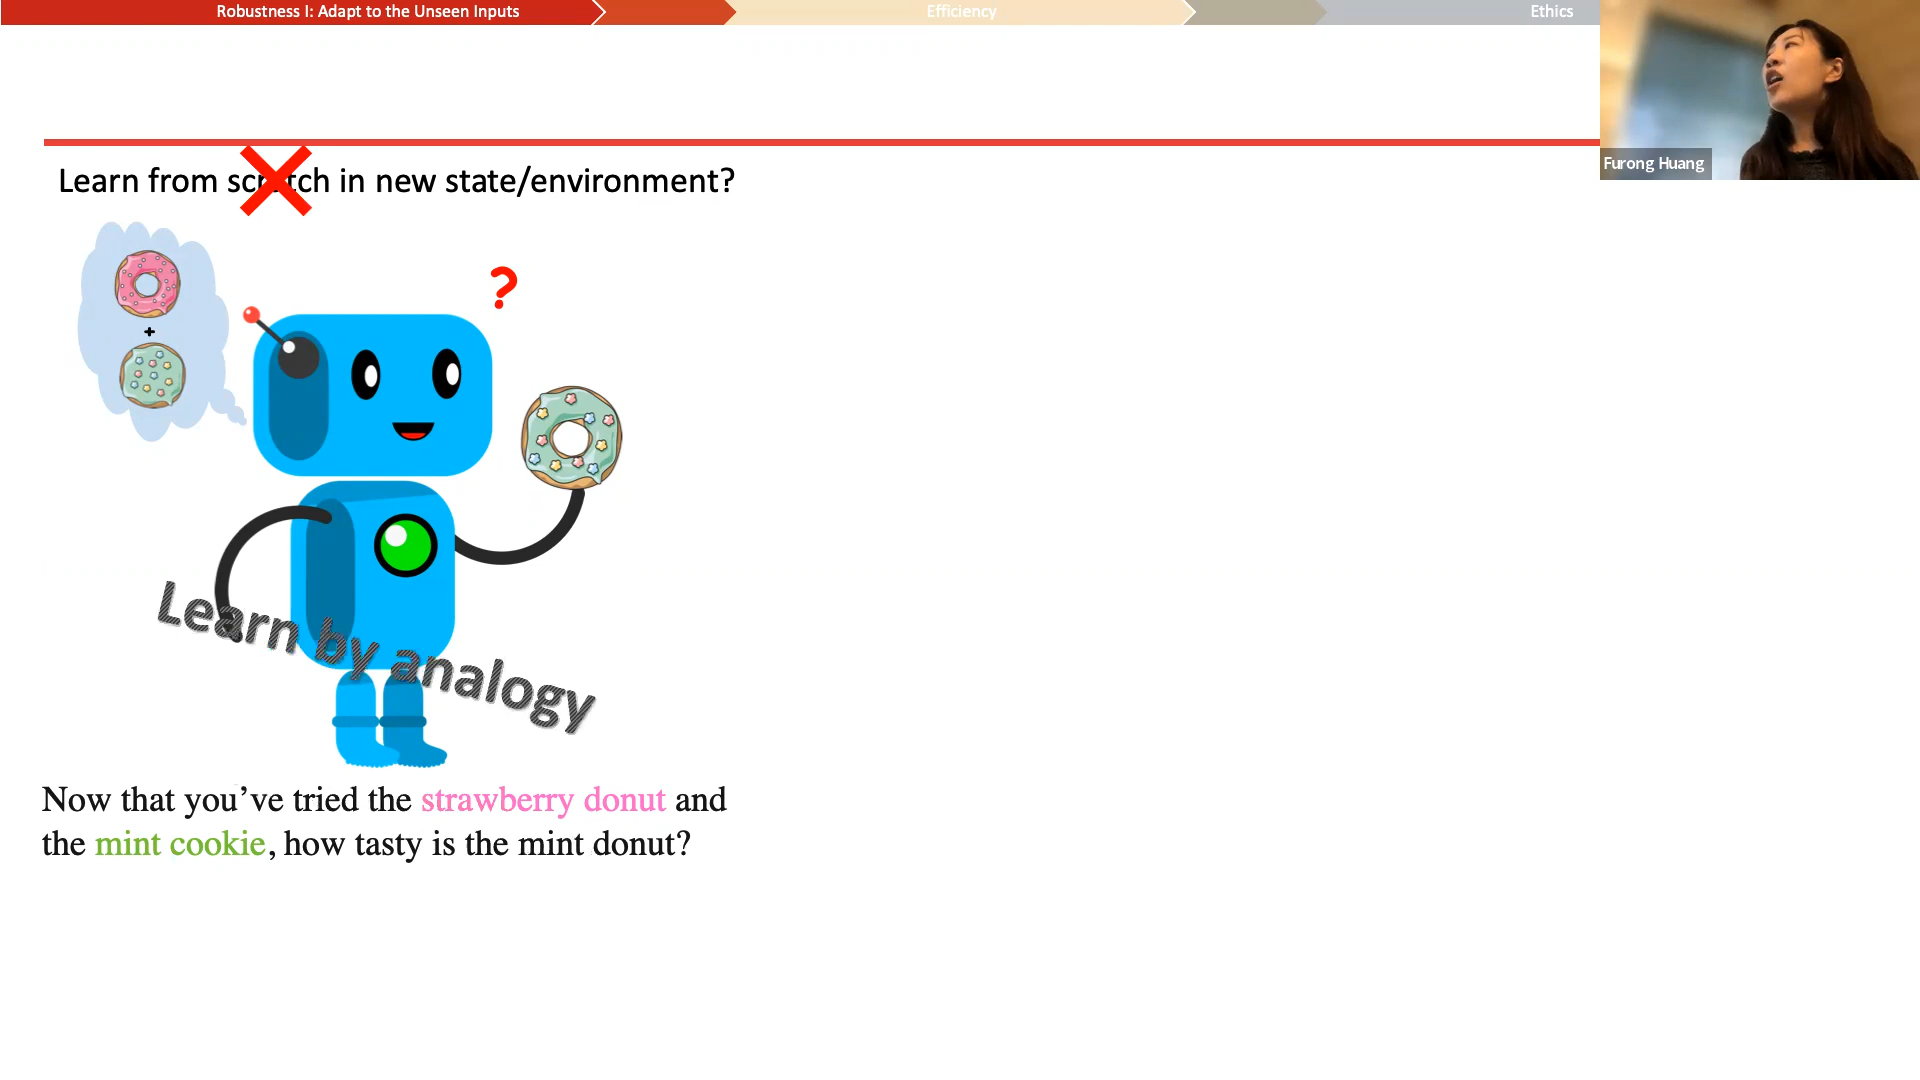 Robustness I: Adapt to the Unseen Inputs
Efficiency
Ethics
Furong Huang
Learn from scratch in new state/environment?
+
?
Learn by analogy
Now that you’ve tried the strawberry donut and
the mint cookie, how tasty is the mint donut?